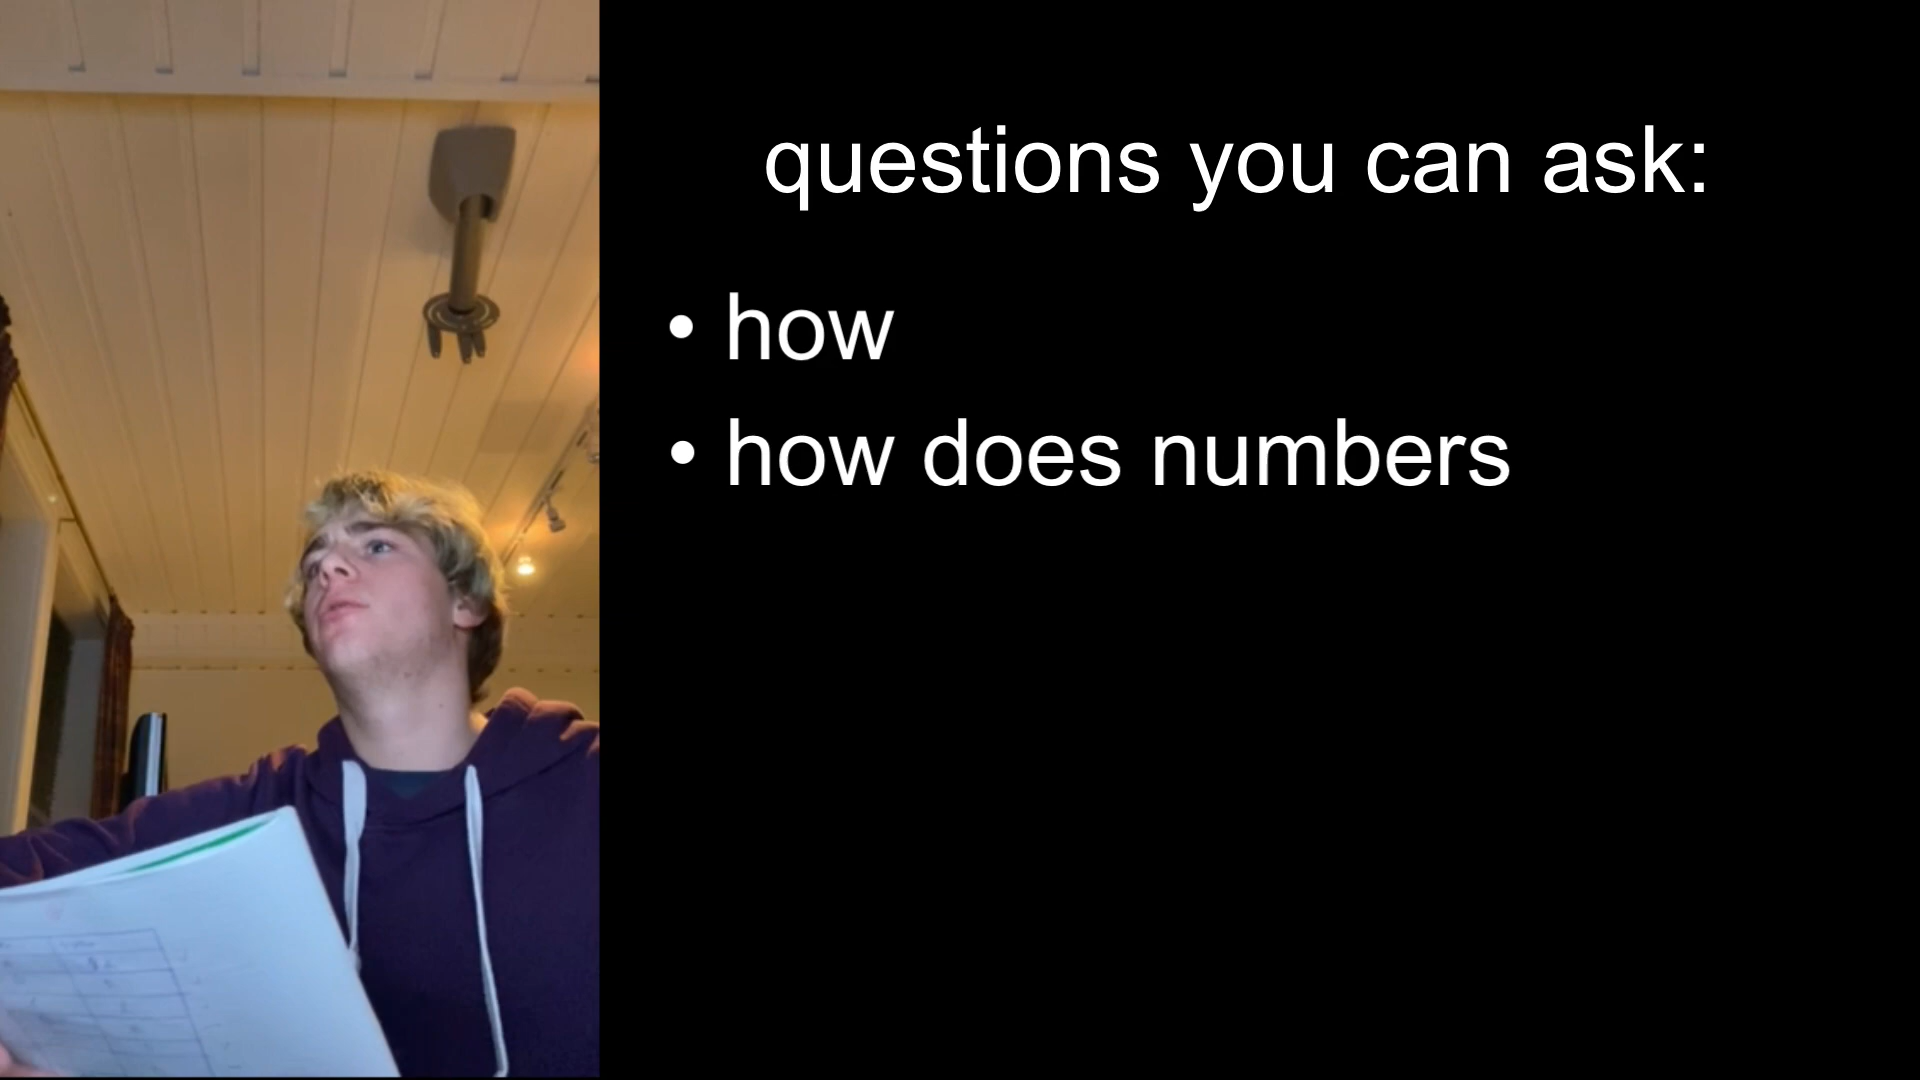 questions you can ask:
• how
• how does numbers